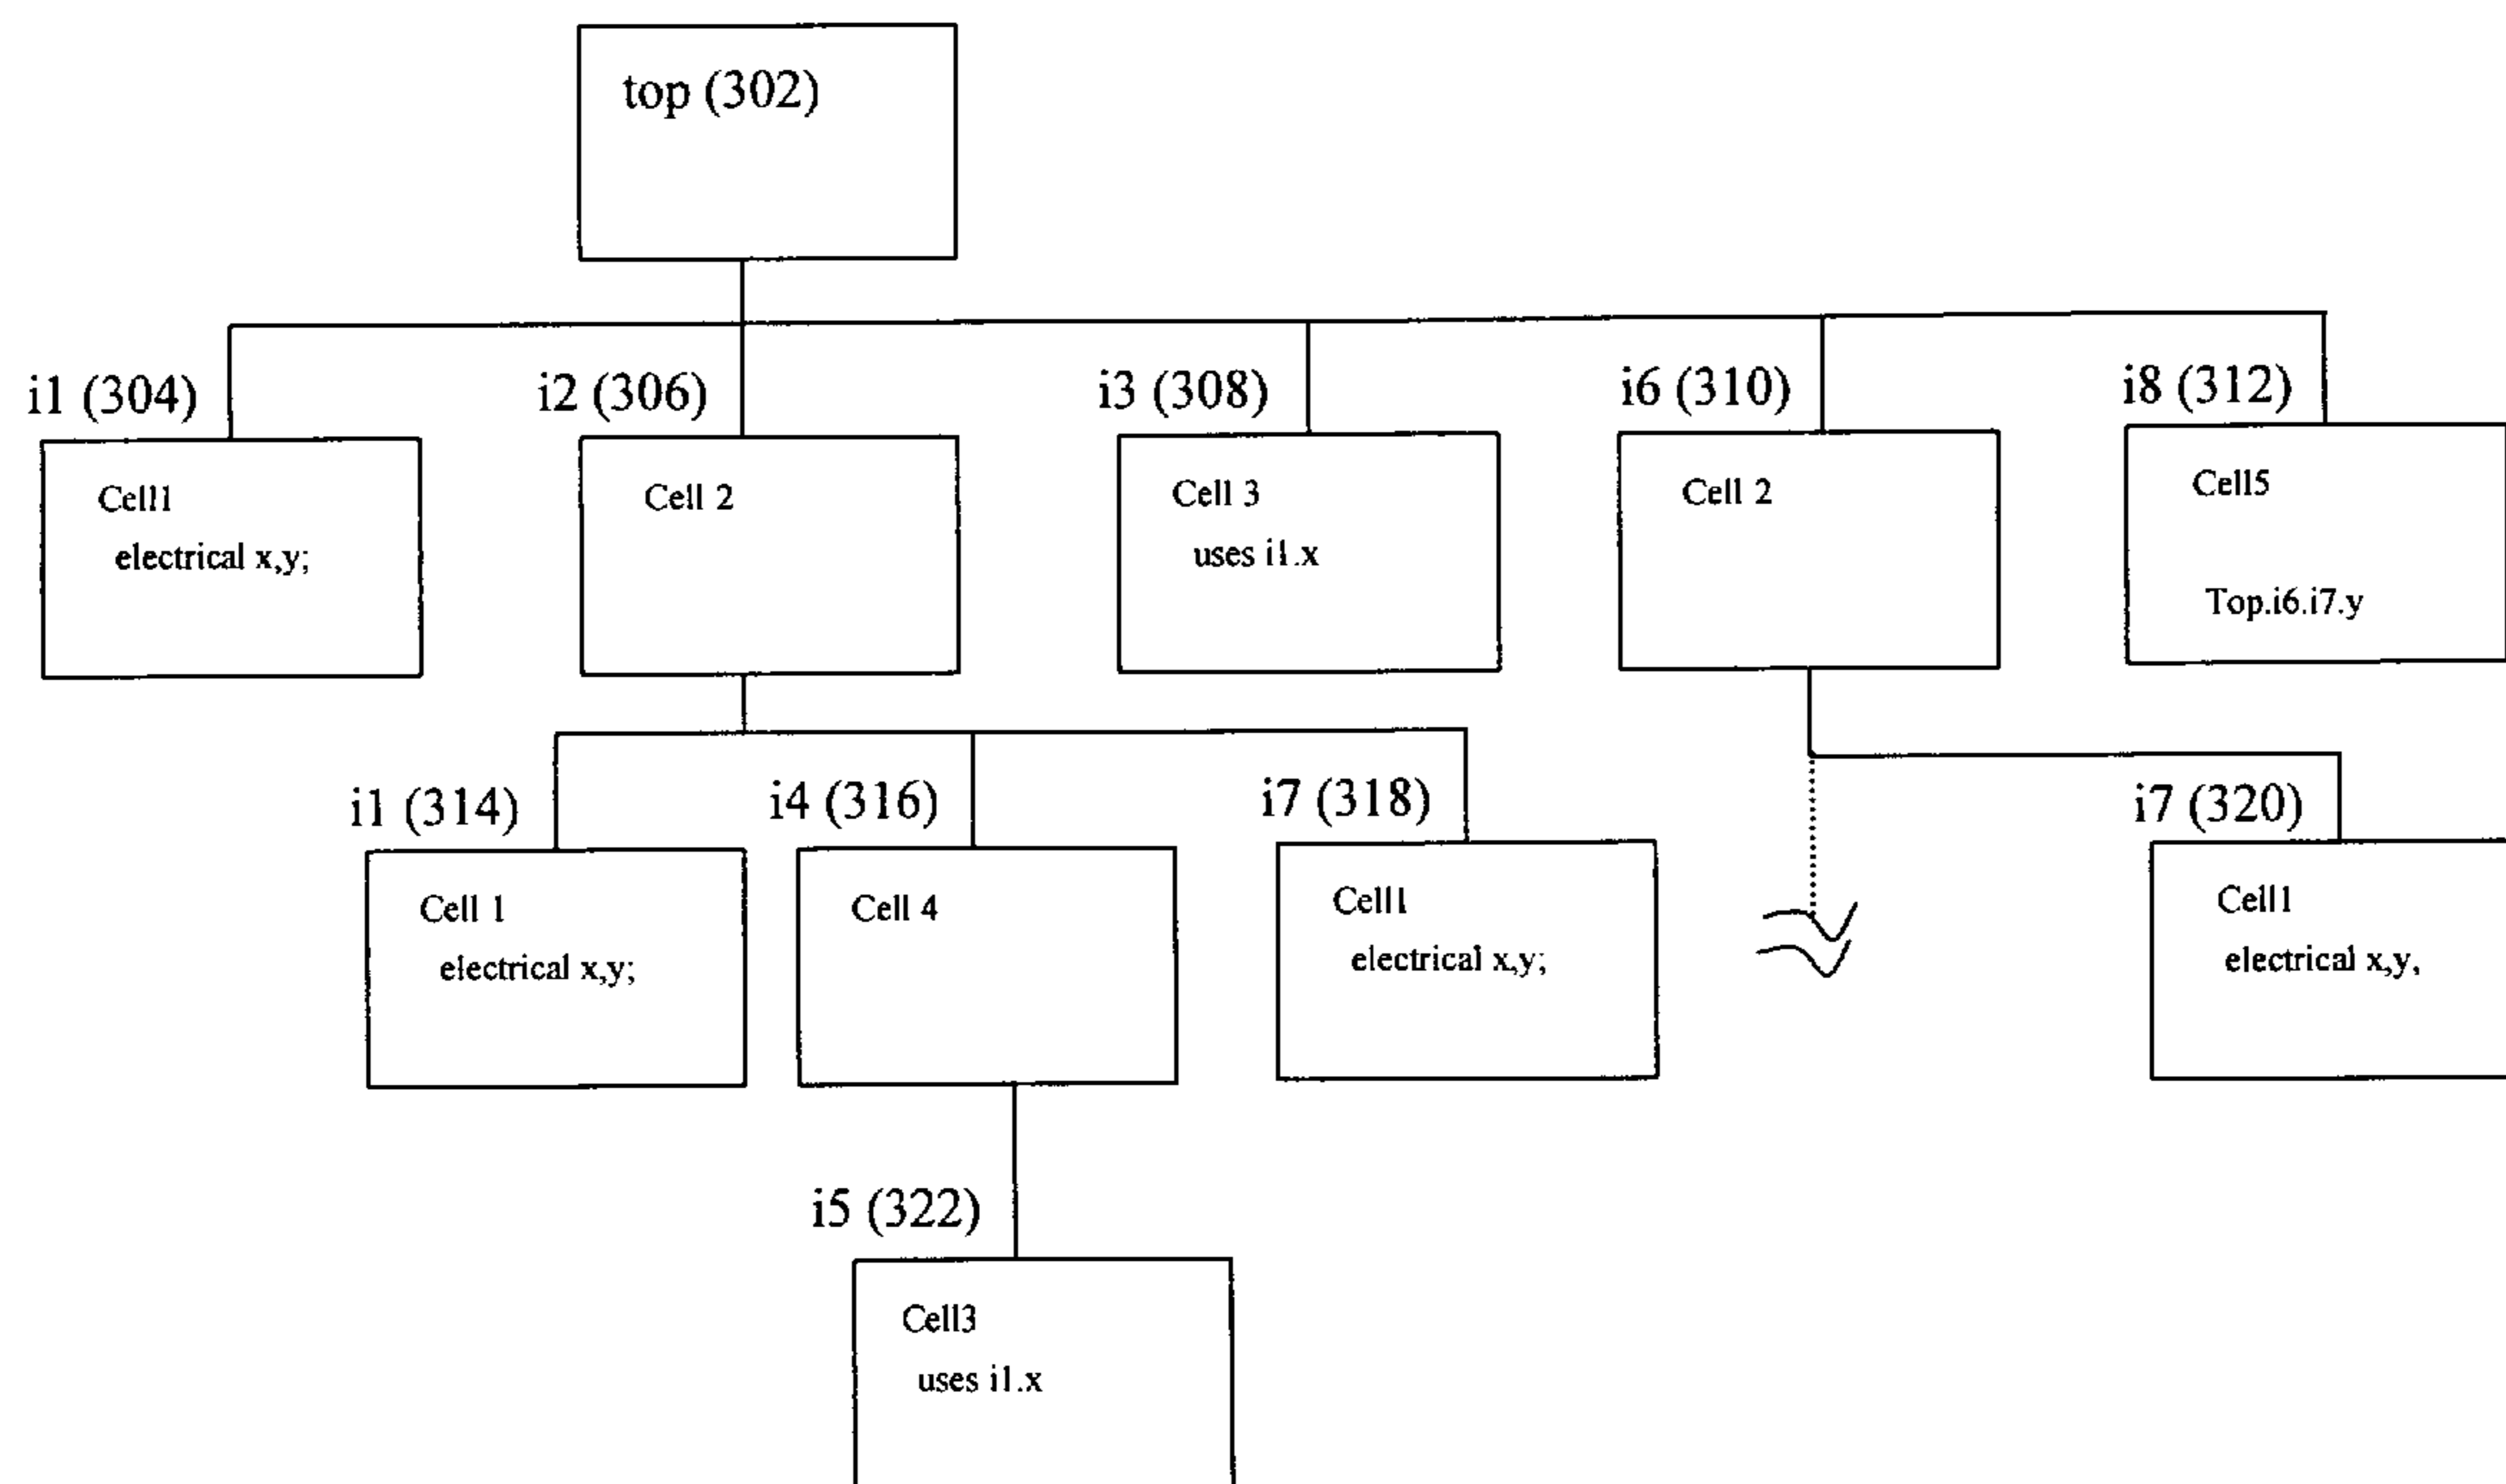 top (302)
i1 (304)
i2 (306)
i3 (308)
i6 (310)
i8 (312)
Cell1
electrical x,y;
Cell 2
Cell 3
uses i1.x
Cell 2
Cell5
Top.i6.i7.y
i1 (314)
i4 (316)
i7 (318)
i7 (320)
Cell 1
electrical x,y;
Cell 4
Cell1
electrical x,y;
Cell1
electrical x,y,
i5 (322)
Cell3
uses i1.x